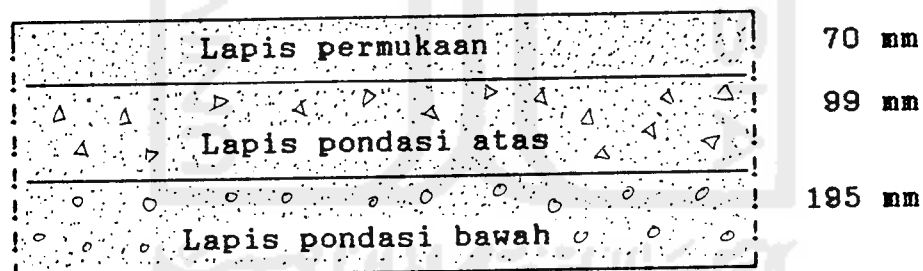 Lapis permukaan 70 mm
99 mm
Lapis pondasi atas
195 mm
Lapis pondasi bawah